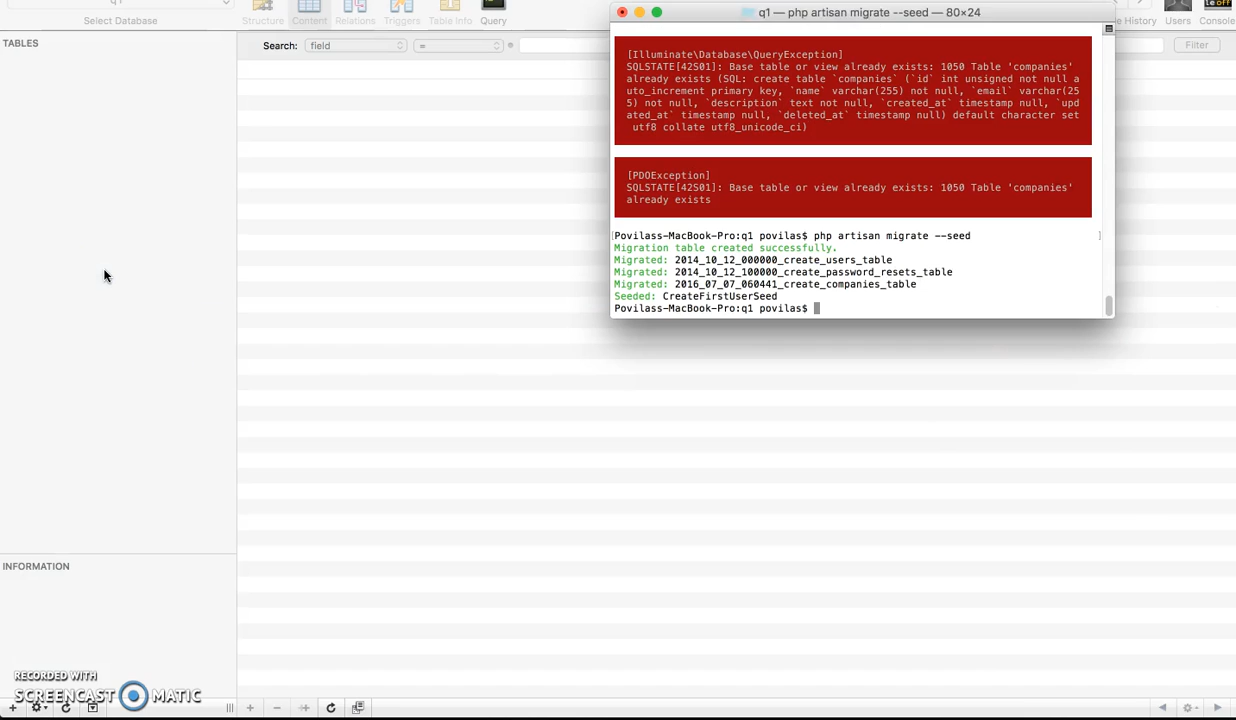 q1
Select Database
Structure
Content
Relations
Triggers
Table Info
Query
q1 — php artisan migrate --seed — 80×24
History
Users
Console
TABLES
Search:
field
=
Filter
[Illuminate\Database\QueryException]
SQLSTATE[42S01]: Base table or view already exists: 1050 Table 'companies'
already exists (SQL: create table `companies` (`id` int unsigned not null a
uto_increment primary key, `name` varchar(255) not null, `email` varchar(25
5) not null, `description` text not null, `created_at` timestamp null, `upd
ated_at` timestamp null, `deleted_at` timestamp null) default character set
utf8 collate utf8_unicode_ci)
[PDOException]
SQLSTATE[42S01]: Base table or view already exists: 1050 Table 'companies'
already exists
[Povilass-MacBook-Pro:q1 povilas$ php artisan migrate --seed ]
Migration table created successfully.
Migrated: 2014_10_12_000000_create_users_table
Migrated: 2014_10_12_100000_create_password_resets_table
Migrated: 2016_07_07_060441_create_companies_table
Seeded: CreateFirstUserSeed
Povilass-MacBook-Pro:q1 povilas$
INFORMATION
RECORDED WITH
SCREENCAST MATIC